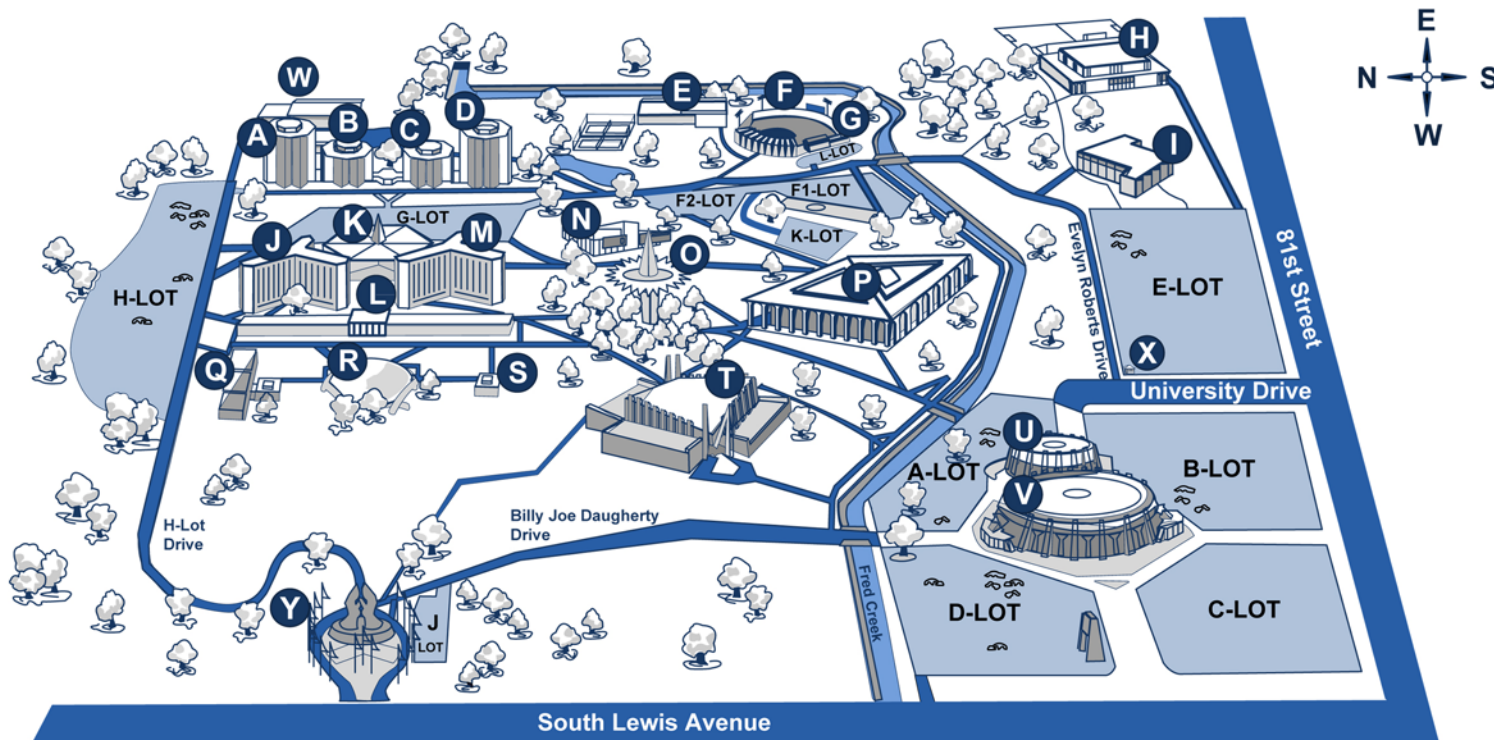 E
N
S
W
H
W
A
B
C
D
E
F
G
L-LOT
I
F2-LOT
F1-LOT
K-LOT
G-LOT
J
K
M
N
O
P
L
H-LOT
Q
R
S
T
E-LOT
81st Street
Evelyn Roberts Drive
X
University Drive
U
A-LOT
B-LOT
V
H-Lot
Drive
Billy Joe Daugherty
Drive
Fred Creek
D-LOT
C-LOT
Y
J
LOT
South Lewis Avenue